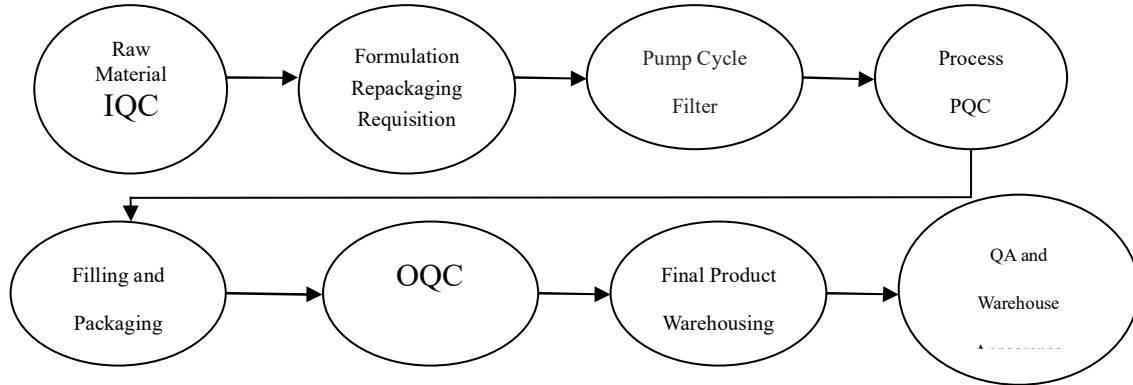 Raw
Material
IQC
Formulation
Repackaging
Requisition
Pump Cycle
Filter
Process
PQC
Filling and
Packaging
OQC
Final Product
Warehousing
QA and
Warehouse